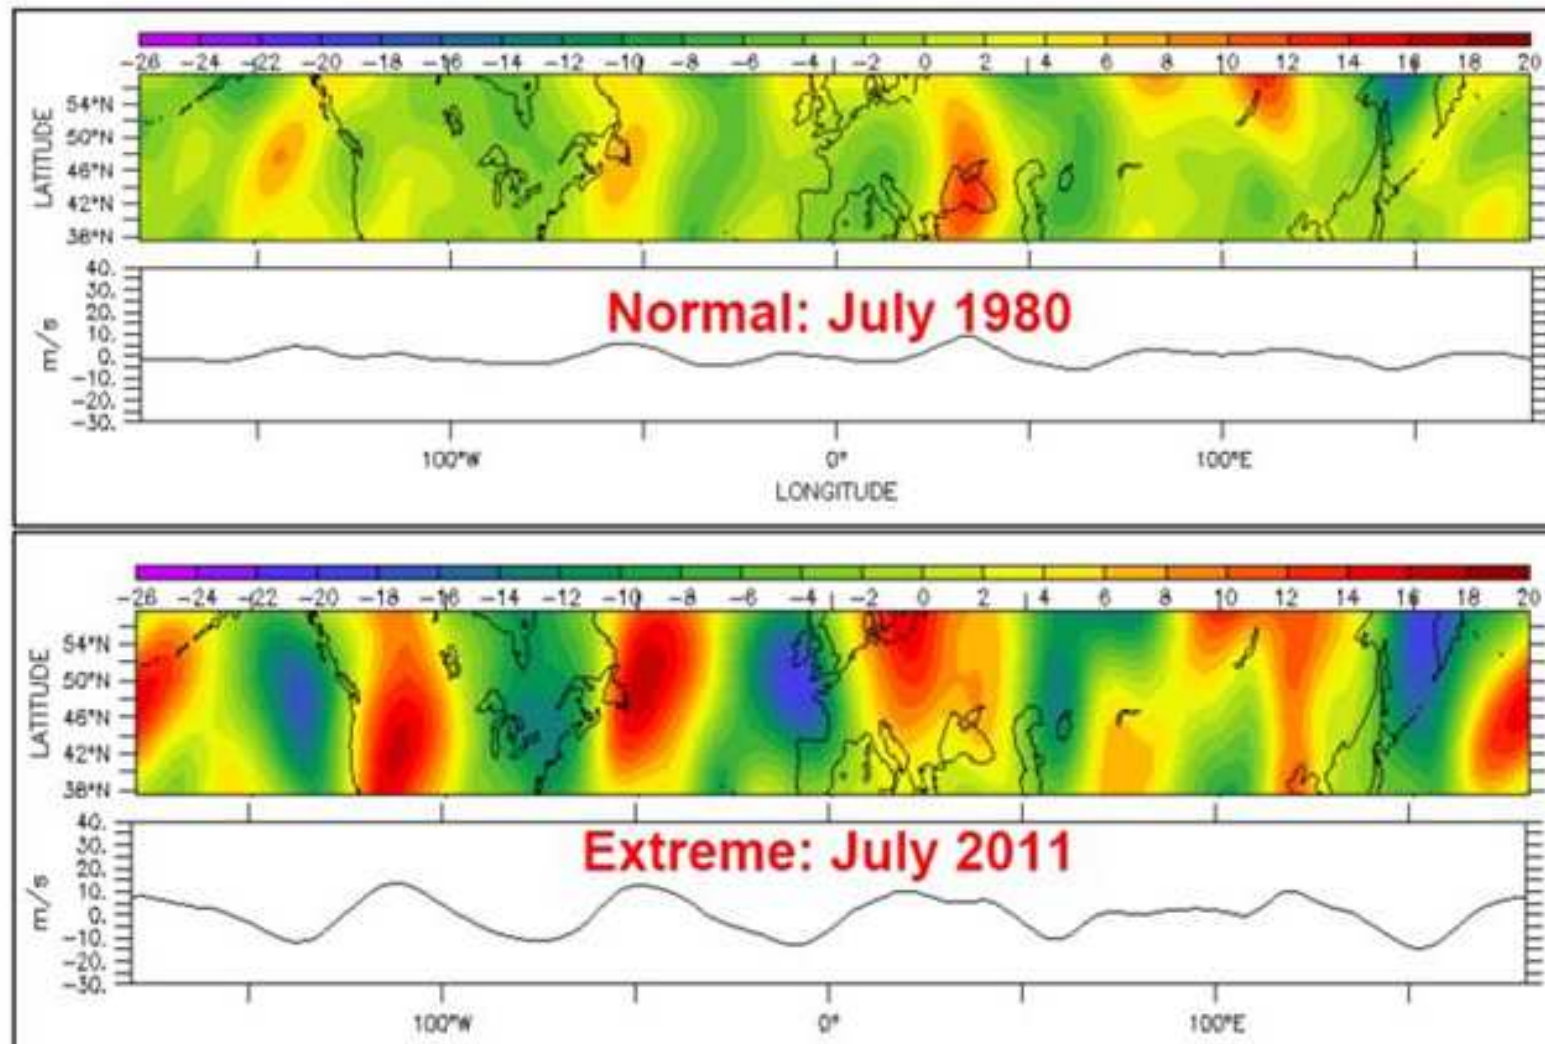 -26 -24 -22 -20 -18 -16 -14 -12 -10 -8 -6 -4 -2 0 2 4 6 8 10 12 14 16 18 20
54°N
50°N
46°N
42°N
38°N
LATITUDE
40.
30.
20.
10.
0.
-10.
-20.
-30.
m/s
Normal: July 1980
100°W 0° 100°E
LONGITUDE
-26 -24 -22 -20 -18 -16 -14 -12 -10 -8 -6 -4 -2 0 2 4 6 8 10 12 14 16 18 20
54°N
50°N
46°N
42°N
38°N
LATITUDE
40.
30.
20.
10.
0.
-10.
-20.
-30.
m/s
Extreme: July 2011
100°W 0° 100°E